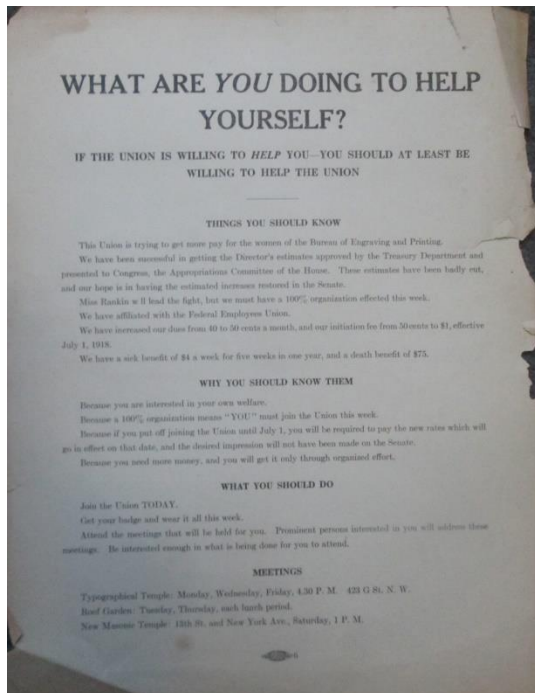 WHAT ARE YOU DOING TO HELP
YOURSELF?
IF THE UNION IS WILLING TO HELP YOU—YOU SHOULD AT LEAST BE
WILLING TO HELP THE UNION
THINGS YOU SHOULD KNOW
This Union is trying to get more pay for the women of the Bureau of Engraving and Printing.
We have been successful in getting the Director's estimates approved by the Treasury Department and
presented to Congress, the Appropriations Committee of the House. These estimates have been badly cut,
and our hope is in having the estimated increases restored in the Senate.
Miss Rankin will lead the fight, but we must have a 100% organization effected this week.
We have affiliated with the Federal Employees Union.
We have increased our dues from 40 to 50 cents a month, and our initiation fee from 50 cents to $1, effective
July 1, 1918.
We have a sick benefit of $4 a week for five weeks in one year, and a death benefit of $75.
WHY YOU SHOULD KNOW THEM
Because you are interested in your own welfare.
Because a 100% organization means "YOU" must join the Union this week.
Because if you put off joining the Union until July 1, you will be required to pay the new rates which will
go in effect on that date, and the desired impression will not have been made on the Senate.
Because you need more money, and you will get it only through organized effort.
WHAT YOU SHOULD DO
Join the Union TODAY.
Get your badge and wear it all this week.
Attend the meetings that will be held for you. Prominent persons interested in you will address these
meetings. Be interested enough in what is being done for you to attend.
MEETINGS
Typographical Temple: Monday, Wednesday, Friday, 4.30 P. M. 423 G St. N. W.
Roof Garden: Tuesday, Thursday, each lunch period.
New Masonic Temple: 13th St. and New York Ave., Saturday, 1 P. M.